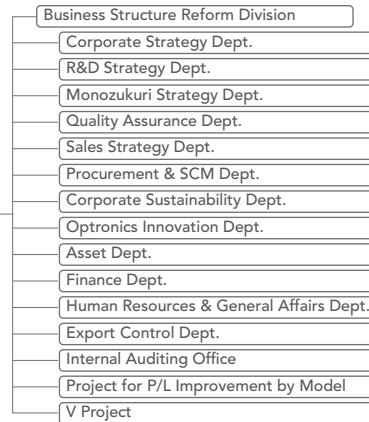 Business Structure Reform Division
Corporate Strategy Dept.
R&D Strategy Dept.
Monozukuri Strategy Dept.
Quality Assurance Dept.
Sales Strategy Dept.
Procurement & SCM Dept.
Corporate Sustainability Dept.
Optronics Innovation Dept.
Asset Dept.
Finance Dept.
Human Resources & General Affairs Dept.
Export Control Dept.
Internal Auditing Office
Project for P/L Improvement by Model
V Project